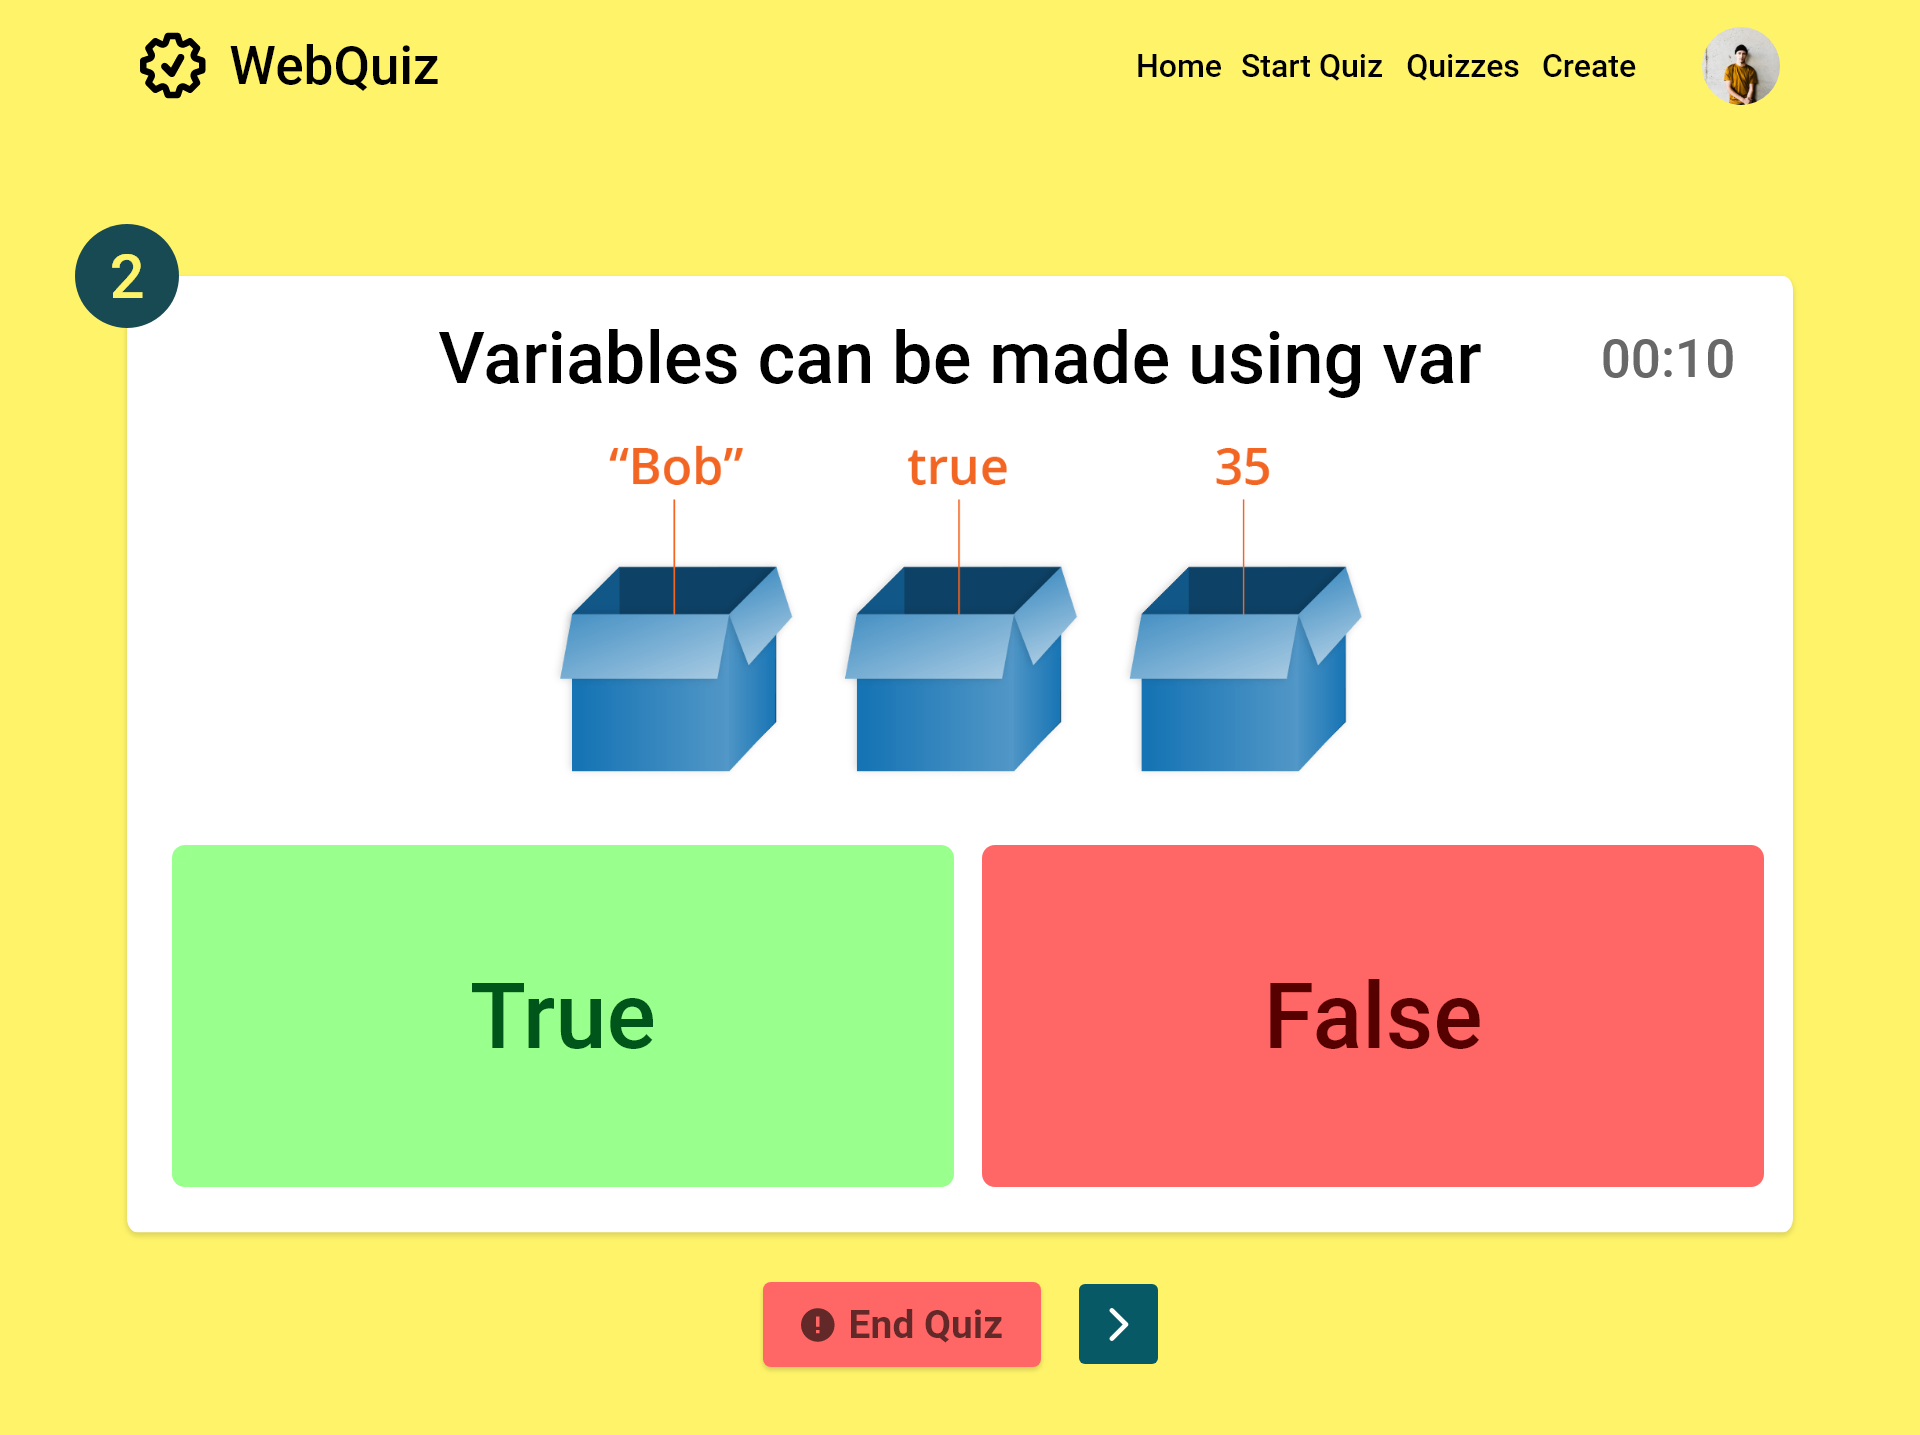 WebQuiz
Home Start Quiz Quizzes Create
2
Variables can be made using var
00:10
“Bob” true 35
True
False
End Quiz